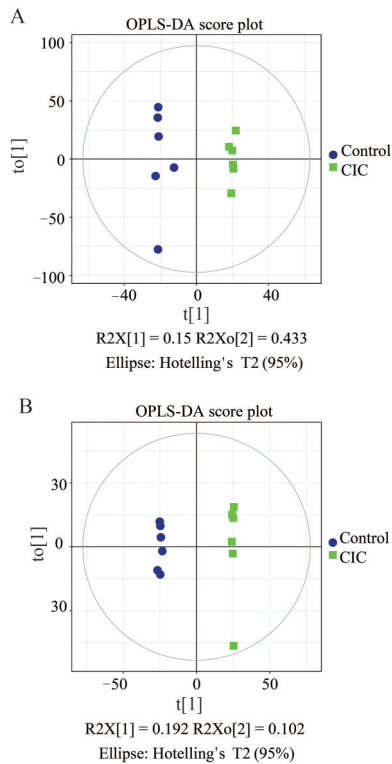 A
OPLS-DA score plot
100
50
0
−50
−100
to[1]
−40
0
40
t[1]
Control
CIC
R2X[1] = 0.15 R2Xo[2] = 0.433
Ellipse: Hotelling's T2 (95%)
B
OPLS-DA score plot
30
0
30
to[1]
−50
0
50
t[1]
Control
CIC
R2X[1] = 0.192 R2Xo[2] = 0.102
Ellipse: Hotelling's T2 (95%)